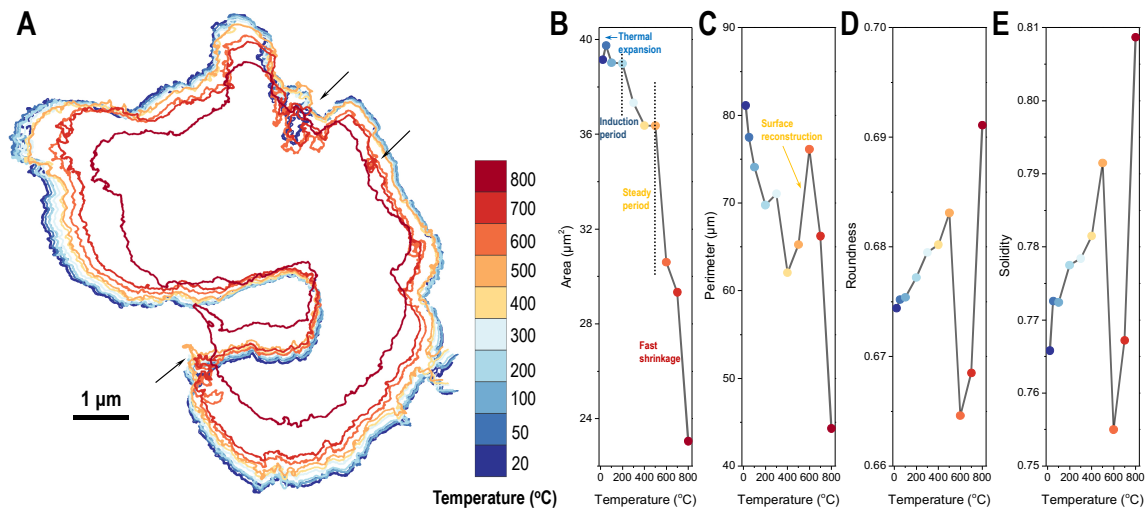 A
1 µm
800
700
600
500
400
300
200
100
50
20
Temperature (°C)
B
Area (µm²)
40
36
32
28
24
Thermal
expansion
Induction
period
Steady
period
Fast
shrinkage
0 200 400 600 800
Temperature (°C)
C
Perimeter (µm)
90
80
70
60
50
40
Surface
reconstruction
0 200 400 600 800
Temperature (°C)
D
Roundness
0.70
0.69
0.68
0.67
0.66
0 200 400 600 800
Temperature (°C)
E
Solidity
0.81
0.80
0.79
0.78
0.77
0.76
0.75
0 200 400 600 800
Temperature (°C)